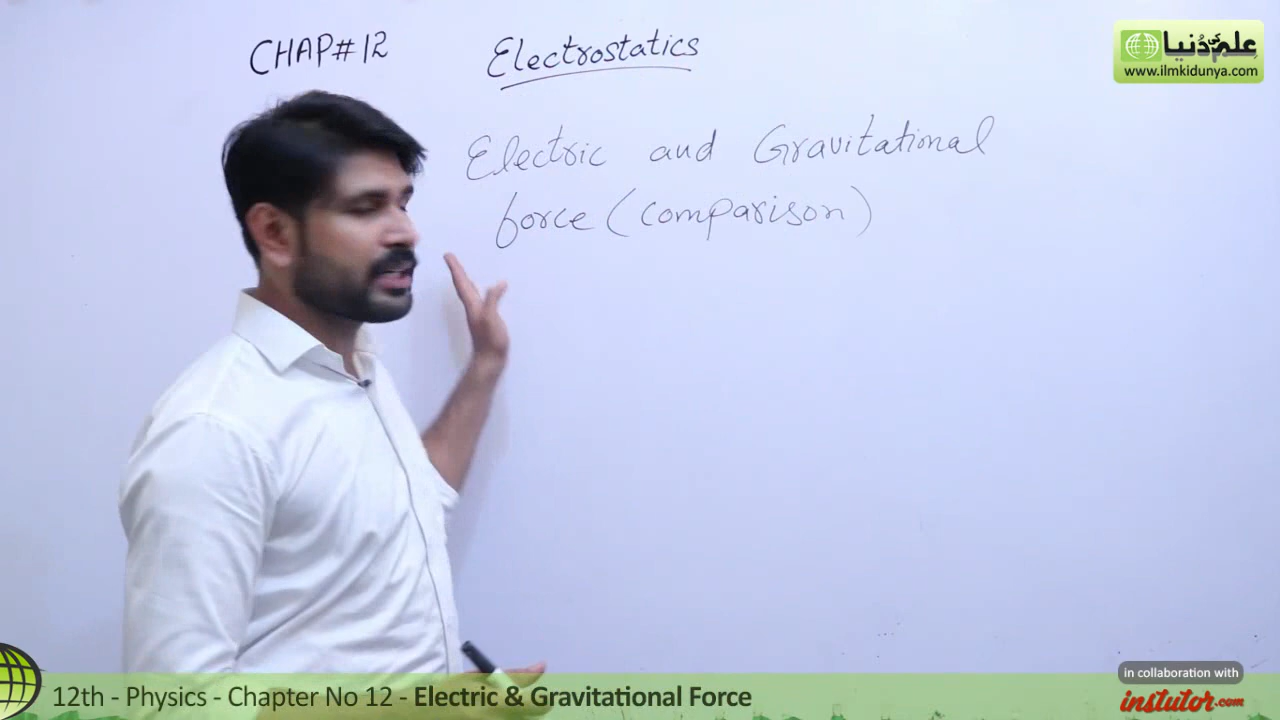 CHAP#12 Electrostatics
علم کی دُنیا
www.ilmkidunya.com
Electric and Gravitational
force (comparison)
in collaboration with
instutor.com
12th - Physics - Chapter No 12 - Electric & Gravitational Force